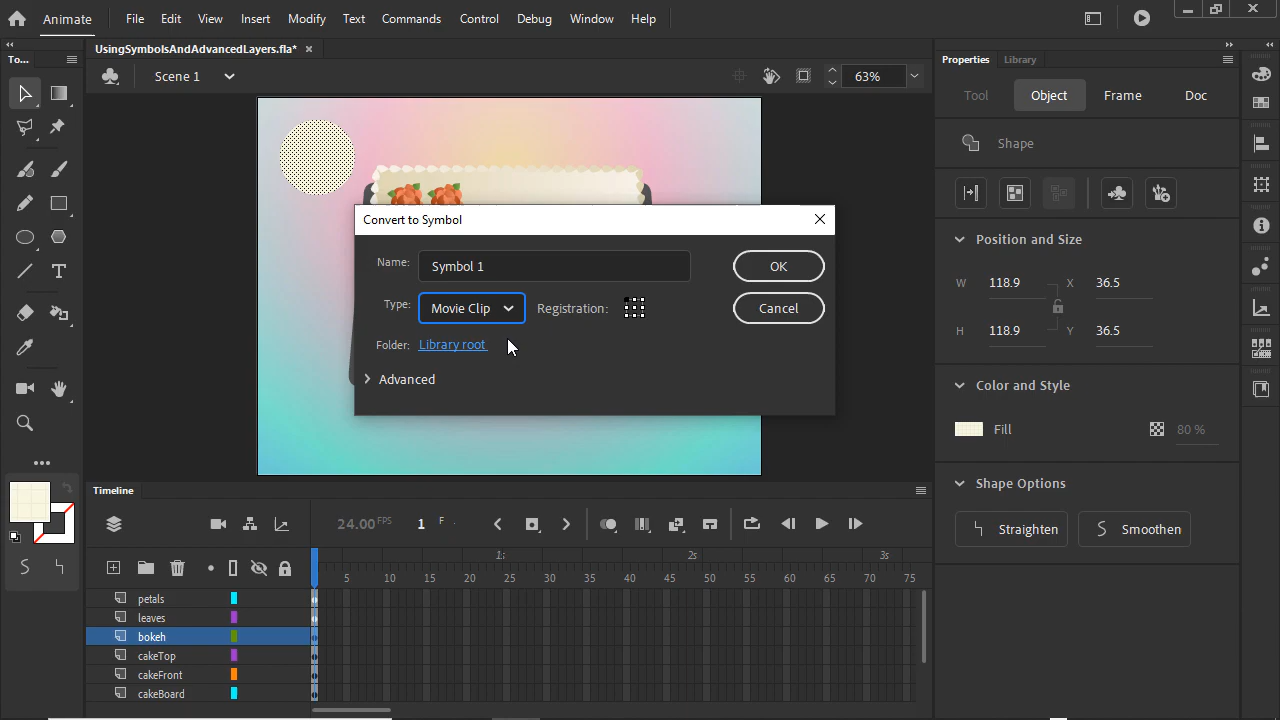 Animate File Edit View Insert Modify Text Commands Control Debug Window Help
To...
UsingSymbolsAndAdvancedLayers.fla*
Properties Library
Scene 1
63%
Tool Object Frame Doc
Shape
Convert to Symbol
Name: Symbol 1 OK
Type: Movie Clip Registration: Cancel
Folder: Library root
Advanced
Position and Size
W 118.9 X 36.5
H 118.9 Y 36.5
Color and Style
Fill 80 %
Shape Options
Straighten Smoothen
Timeline
24.00 FPS 1 F
1s 2s 3s
5 10 15 20 25 30 35 40 45 50 55 60 65 70 75
petals
leaves
bokeh
cakeTop
cakeFront
cakeBoard